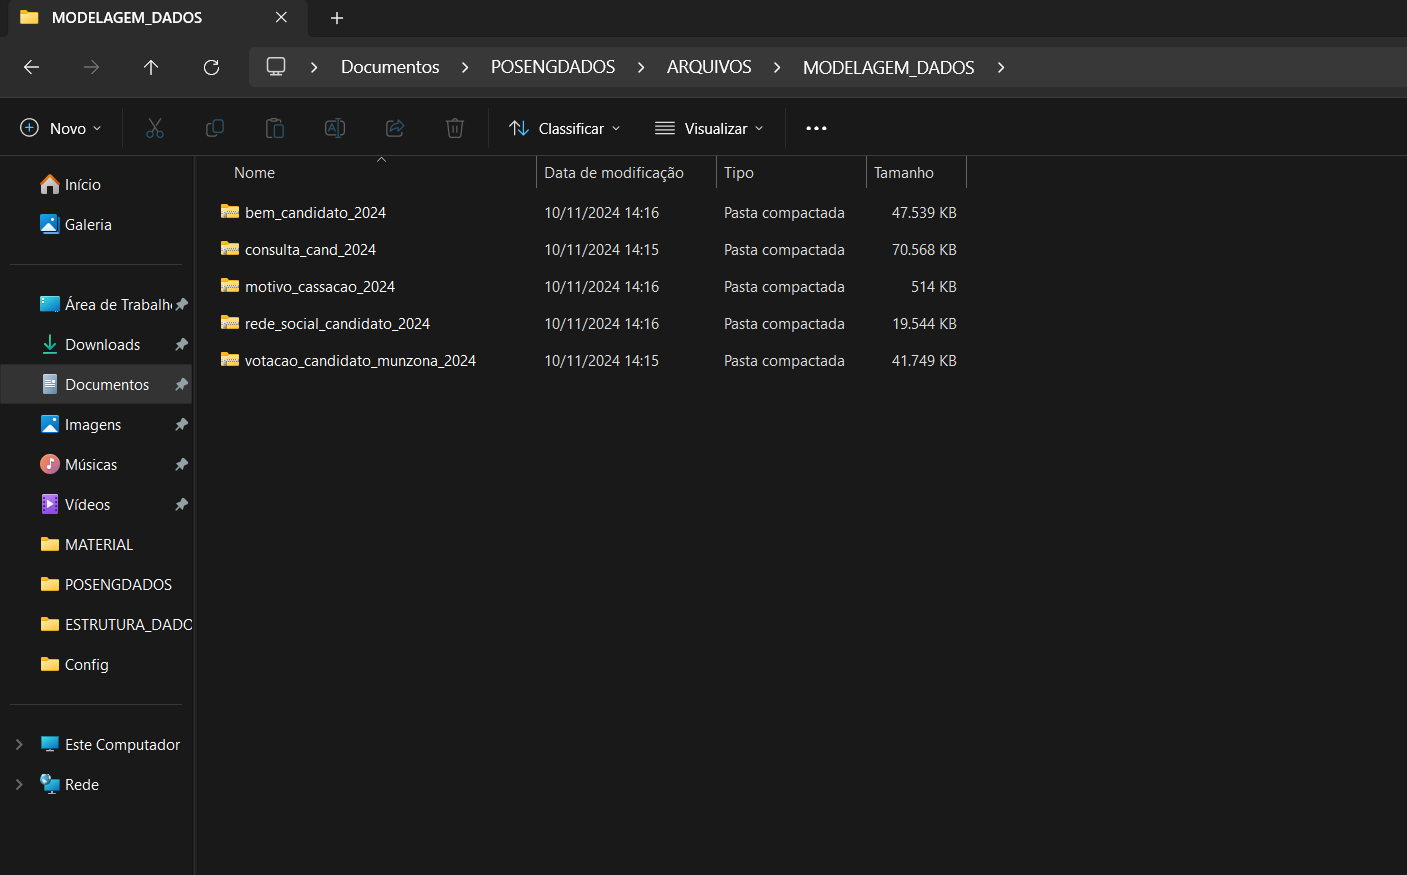 MODELAGEM_DADOS
Documentos > POSENGDADOS > ARQUIVOS > MODELAGEM_DADOS >
Novo Classificar Visualizar
Início
Galeria
Área de Trabalh
Downloads
Documentos
Imagens
Músicas
Vídeos
MATERIAL
POSENGDADOS
ESTRUTURA_DADO
Config
Este Computador
Rede
Nome Data de modificação Tipo Tamanho
bem_candidato_2024 10/11/2024 14:16 Pasta compactada 47.539 KB
consulta_cand_2024 10/11/2024 14:15 Pasta compactada 70.568 KB
motivo_cassacao_2024 10/11/2024 14:16 Pasta compactada 514 KB
rede_social_candidato_2024 10/11/2024 14:16 Pasta compactada 19.544 KB
votacao_candidato_munzona_2024 10/11/2024 14:15 Pasta compactada 41.749 KB